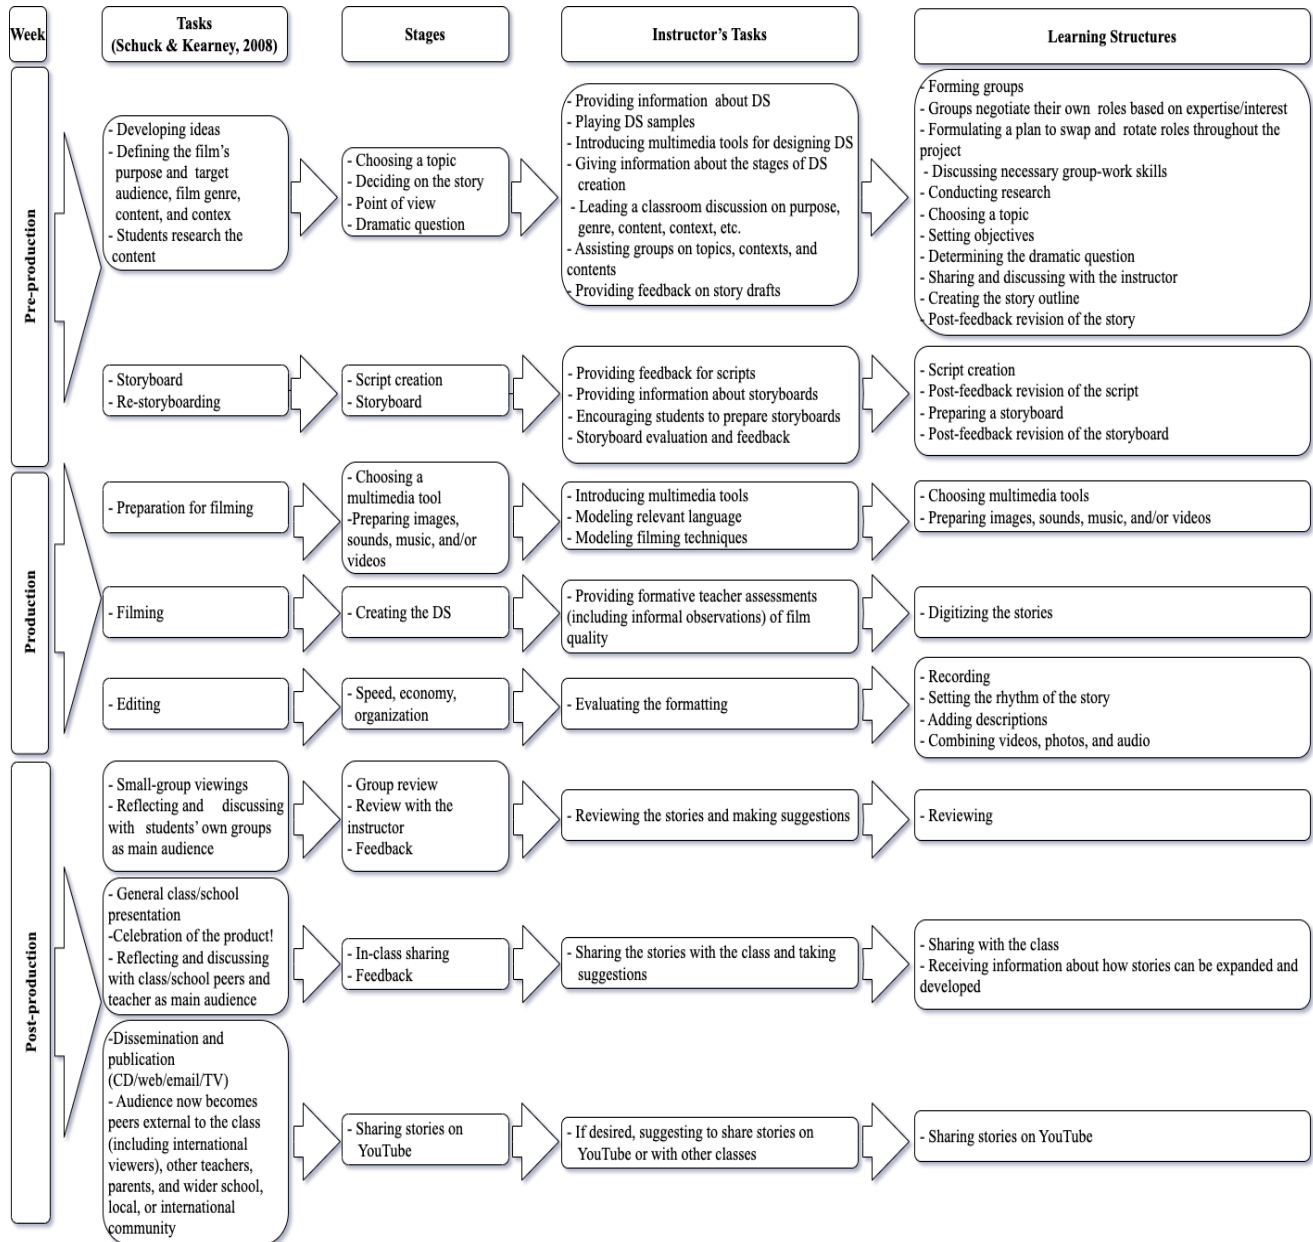 Week
Tasks
(Schuck & Kearney, 2008)
Stages
Instructor's Tasks
Learning Structures
Pre-production
- Developing ideas
- Defining the film's
purpose and target
audience, film genre,
content, and contex
- Students research the
content
- Choosing a topic
- Deciding on the story
- Point of view
- Dramatic question
- Providing information about DS
- Playing DS samples
- Introducing multimedia tools for designing DS
- Giving information about the stages of DS
creation
- Leading a classroom discussion on purpose,
genre, content, context, etc.
- Assisting groups on topics, contexts, and
contents
- Providing feedback on story drafts
- Forming groups
- Groups negotiate their own roles based on expertise/interest
- Formulating a plan to swap and rotate roles throughout the
project
- Discussing necessary group-work skills
- Conducting research
- Choosing a topic
- Setting objectives
- Determining the dramatic question
- Sharing and discussing with the instructor
- Creating the story outline
- Post-feedback revision of the story
- Storyboard
- Re-storyboarding
- Script creation
- Storyboard
- Providing feedback for scripts
- Providing information about storyboards
- Encouraging students to prepare storyboards
- Storyboard evaluation and feedback
- Script creation
- Post-feedback revision of the script
- Preparing a storyboard
- Post-feedback revision of the storyboard
Production
- Preparation for filming
- Choosing a
multimedia tool
-Preparing images,
sounds, music, and/or
videos
- Introducing multimedia tools
- Modeling relevant language
- Modeling filming techniques
- Choosing multimedia tools
- Preparing images, sounds, music, and/or videos
- Filming
- Creating the DS
- Providing formative teacher assessments
(including informal observations) of film
quality
- Digitizing the stories
- Editing
- Speed, economy,
organization
- Evaluating the formatting
- Recording
- Setting the rhythm of the story
- Adding descriptions
- Combining videos, photos, and audio
Post-production
- Small-group viewings
- Reflecting and discussing
with students' own groups
as main audience
- Group review
- Review with the
instructor
- Feedback
- Reviewing the stories and making suggestions
- Reviewing
- General class/school
presentation
-Celebration of the product!
- Reflecting and discussing
with class/school peers and
teacher as main audience
- In-class sharing
- Feedback
- Sharing the stories with the class and taking
suggestions
- Sharing with the class
- Receiving information about how stories can be expanded and
developed
-Dissemination and
publication
(CD/web/email/TV)
- Audience now becomes
peers external to the class
(including international
viewers), other teachers,
parents, and wider school,
local, or international
community
- Sharing stories on
YouTube
- If desired, suggesting to share stories on
YouTube or with other classes
- Sharing stories on YouTube